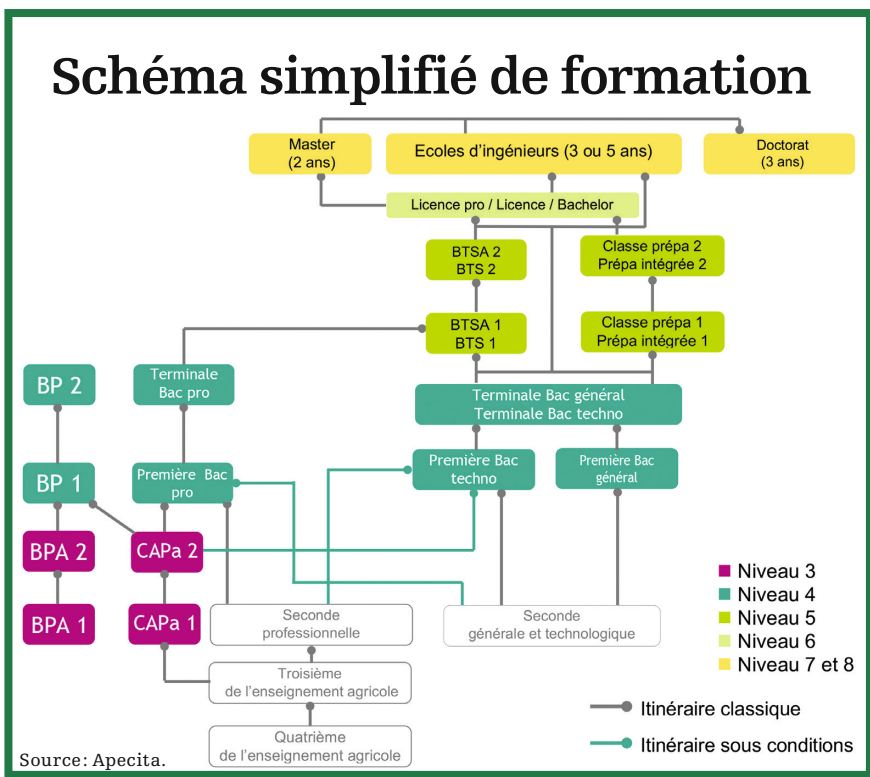 Schéma simplifié de formation
Master
(2 ans)
Ecoles d'ingénieurs (3 ou 5 ans)
Doctorat
(3 ans)
Licence pro / Licence / Bachelor
BTSA 2
BTS 2
Classe prépa 2
Prépa intégrée 2
BTSA 1
BTS 1
Classe prépa 1
Prépa intégrée 1
BP 2
Terminale
Bac pro
Terminale Bac général
Terminale Bac techno
BP 1
Première Bac
pro
Première Bac
techno
Première Bac
général
BPA 2
CAPa 2
BPA 1
CAPa 1
Seconde
professionnelle
Seconde
générale et technologique
Troisième
de l'enseignement agricole
Quatrième
de l'enseignement agricole
Niveau 3
Niveau 4
Niveau 5
Niveau 6
Niveau 7 et 8
Itinéraire classique
Itinéraire sous conditions
Source: Apecita.